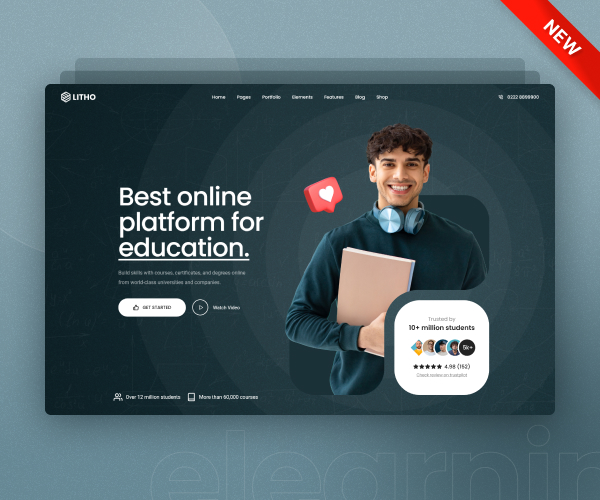 NEW
LITHO
Home Pages Portfolio Elements Features Blog Shop
0222 8899900
Best online
platform for
education.
Build skills with courses, certificates, and degrees online
from world-class universities and companies.
GET STARTED
Watch Video
Trusted by
10+ million students
5k+
★★★★★ 4.98 (162)
Check review on trustpilot
Over 12 million students
More than 60,000 courses
elearnin